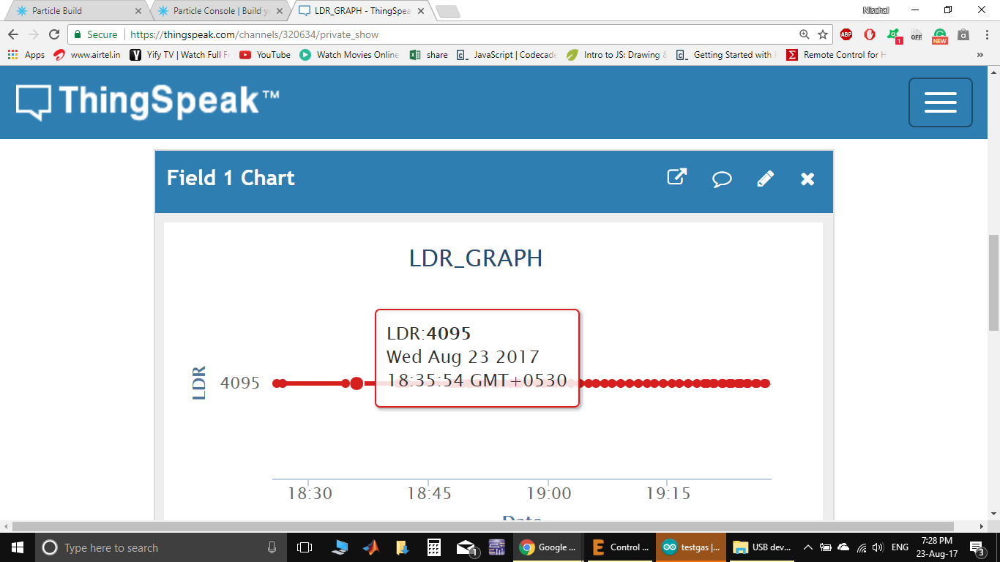 Particle Build
Particle Console | Build y
LDR_GRAPH - ThingSpea
Nischal
Secure
https://thingspeak.com/channels/320634/private_show
ABP
1
OFF
NEW
Apps
www.airtel.in
Yify TV | Watch Full F
YouTube
Watch Movies Online
share
JavaScript | Codecade
Intro to JS: Drawing &
Getting Started with
Remote Control for H
»
ThingSpeak™
Field 1 Chart
LDR_GRAPH
LDR:4095
Wed Aug 23 2017
18:35:54 GMT+0530
LDR
4095
18:30
18:45
19:00
19:15
Date
Type here to search
1
Google ...
Control ...
testgas |...
USB dev...
ENG
7:28 PM
23-Aug-17
3